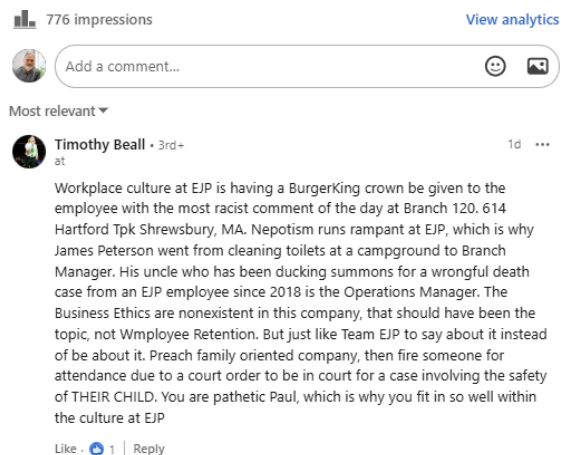 776 impressions
View analytics
Add a comment...
Most relevant
Timothy Beall • 3rd+
1d
at
Workplace culture at EJP is having a BurgerKing crown be given to the
employee with the most racist comment of the day at Branch 120. 614
Hartford Tpk Shrewsbury, MA. Nepotism runs rampant at EJP, which is why
James Peterson went from cleaning toilets at a campground to Branch
Manager. His uncle who has been ducking summons for a wrongful death
case from an EJP employee since 2018 is the Operations Manager. The
Business Ethics are nonexistent in this company, that should have been the
topic, not Wmployee Retention. But just like Team EJP to say about it instead
of be about it. Preach family oriented company, then fire someone for
attendance due to a court order to be in court for a case involving the safety
of THEIR CHILD. You are pathetic Paul, which is why you fit in so well within
the culture at EJP
Like · 1 | Reply